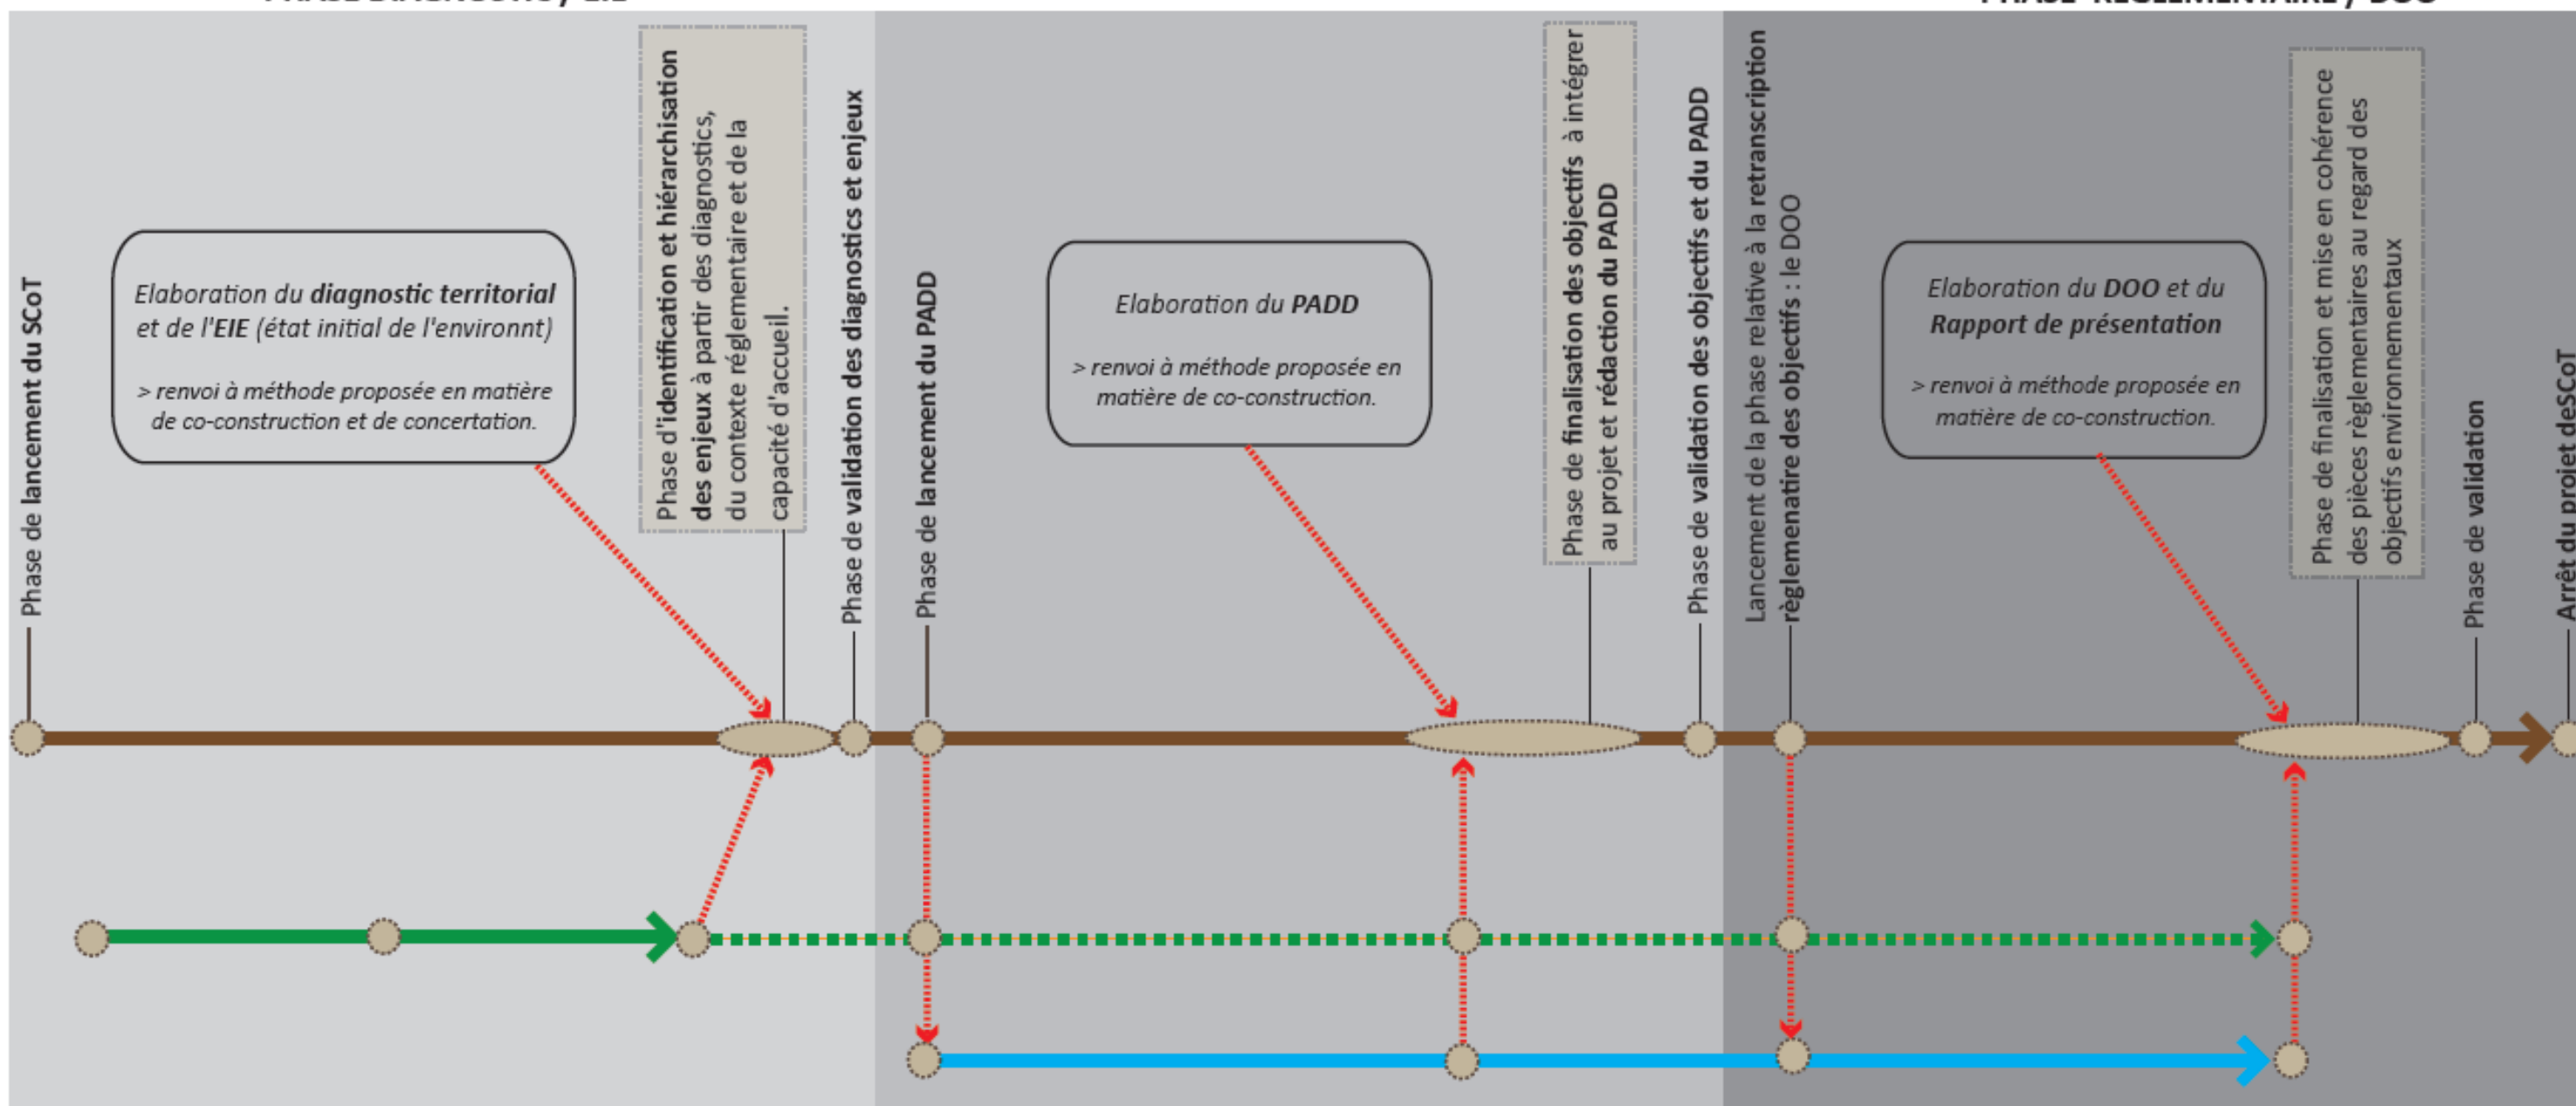 Phase de lancement du SCoT
Elaboration du diagnostic territorial
et de l'EIE (état initial de l'environnt)
> renvoi à méthode proposée en matière
de co-construction et de concertation.
Phase d'identification et hiérarchisation
des enjeux à partir des diagnostics,
du contexte réglementaire et de la
capacité d'accueil.
Phase de validation des diagnostics et enjeux
Phase de lancement du PADD
Elaboration du PADD
> renvoi à méthode proposée en
matière de co-construction.
Phase de finalisation des objectifs à intégrer
au projet et rédaction du PADD
Phase de validation des objectifs et du PADD
Lancement de la phase relative à la retranscription
règlemenatire des objectifs : le DOO
Elaboration du DOO et du
Rapport de présentation
> renvoi à méthode proposée en
matière de co-construction.
Phase de finalisation et mise en cohérence
des pièces règlementaires au regard des
objectifs environnementaux
Phase de validation
Arrêt du projet deSCoT